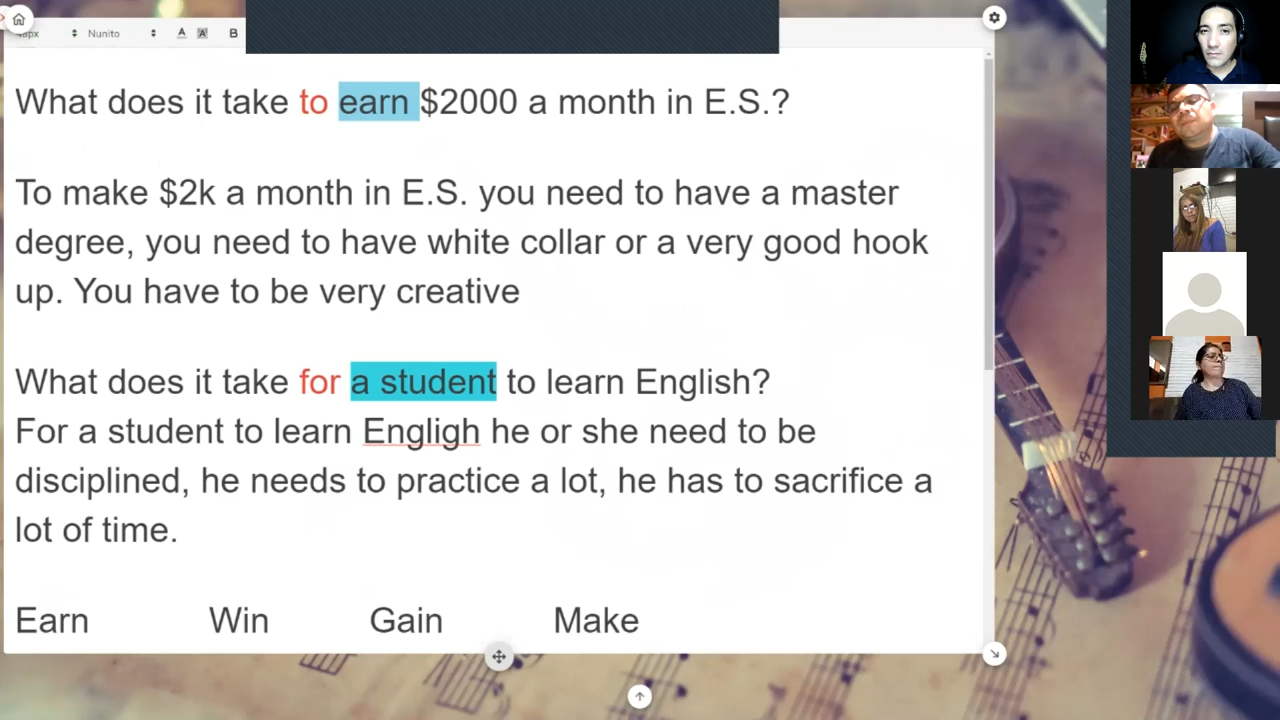 Nunito
A A B
What does it take to earn $2000 a month in E.S.?
To make $2k a month in E.S. you need to have a master
degree, you need to have white collar or a very good hook
up. You have to be very creative
What does it take for a student to learn English?
For a student to learn Engligh he or she need to be
disciplined, he needs to practice a lot, he has to sacrifice a
lot of time.
Earn Win Gain Make